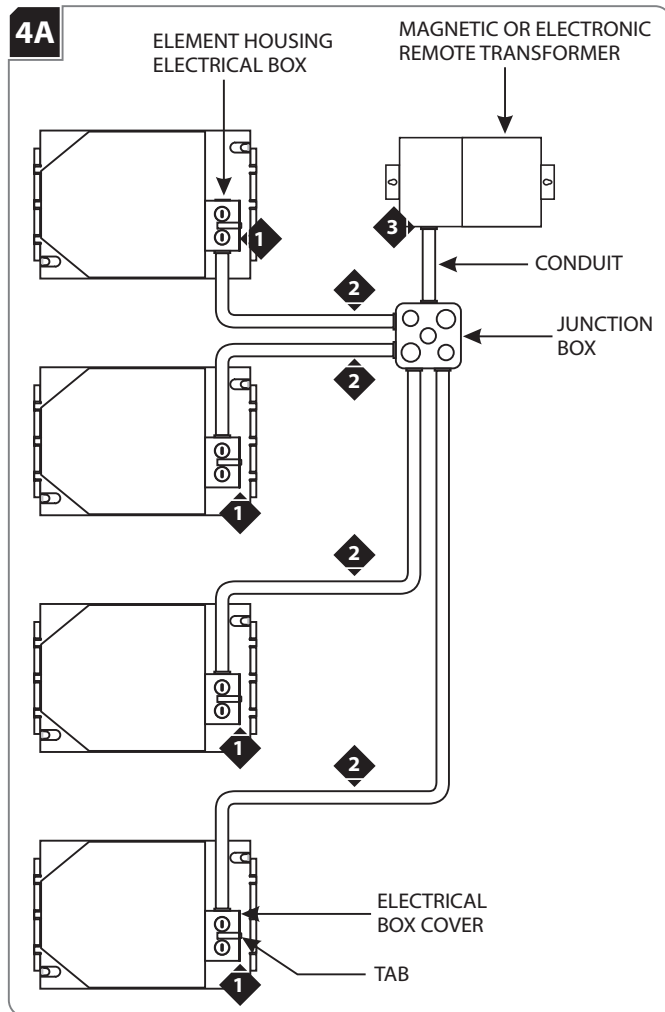 4A
ELEMENT HOUSING
ELECTRICAL BOX
MAGNETIC OR ELECTRONIC
REMOTE TRANSFORMER
1
3
CONDUIT
2
JUNCTION
BOX
2
1
2
1
2
ELECTRICAL
BOX COVER
TAB
1